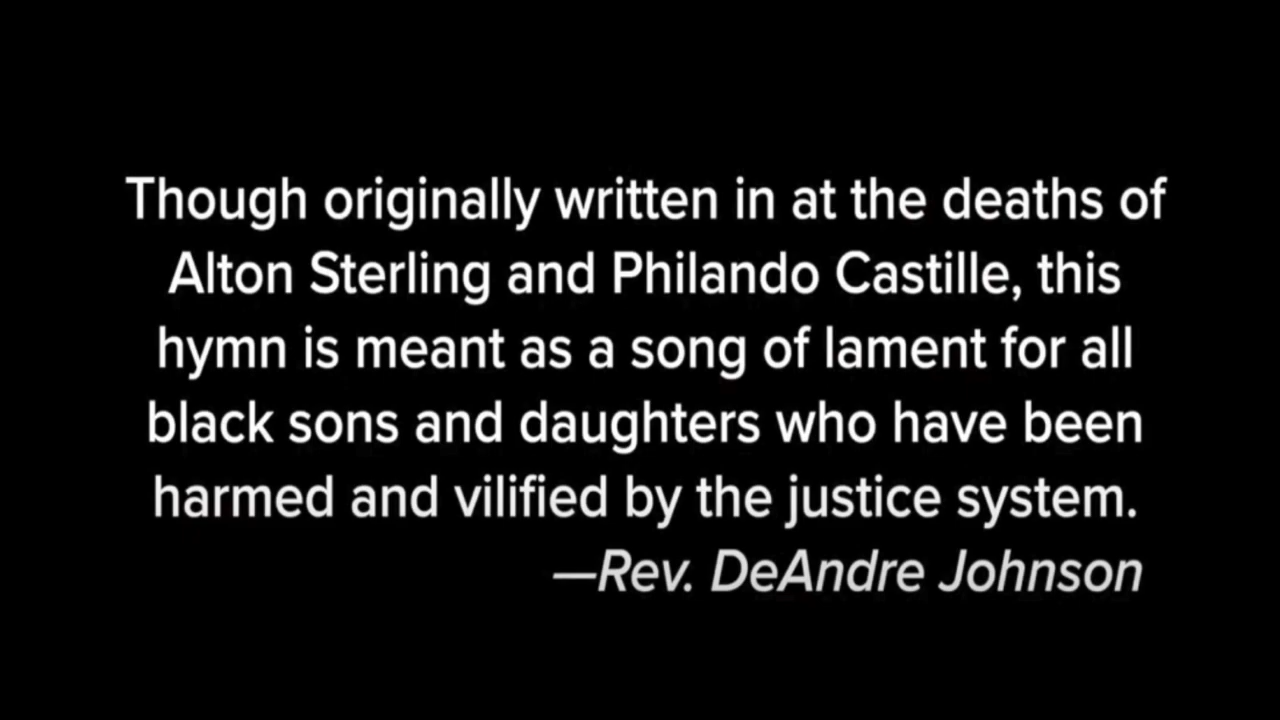 Though originally written in at the deaths of
Alton Sterling and Philando Castille, this
hymn is meant as a song of lament for all
black sons and daughters who have been
harmed and vilified by the justice system.
—Rev. DeAndre Johnson